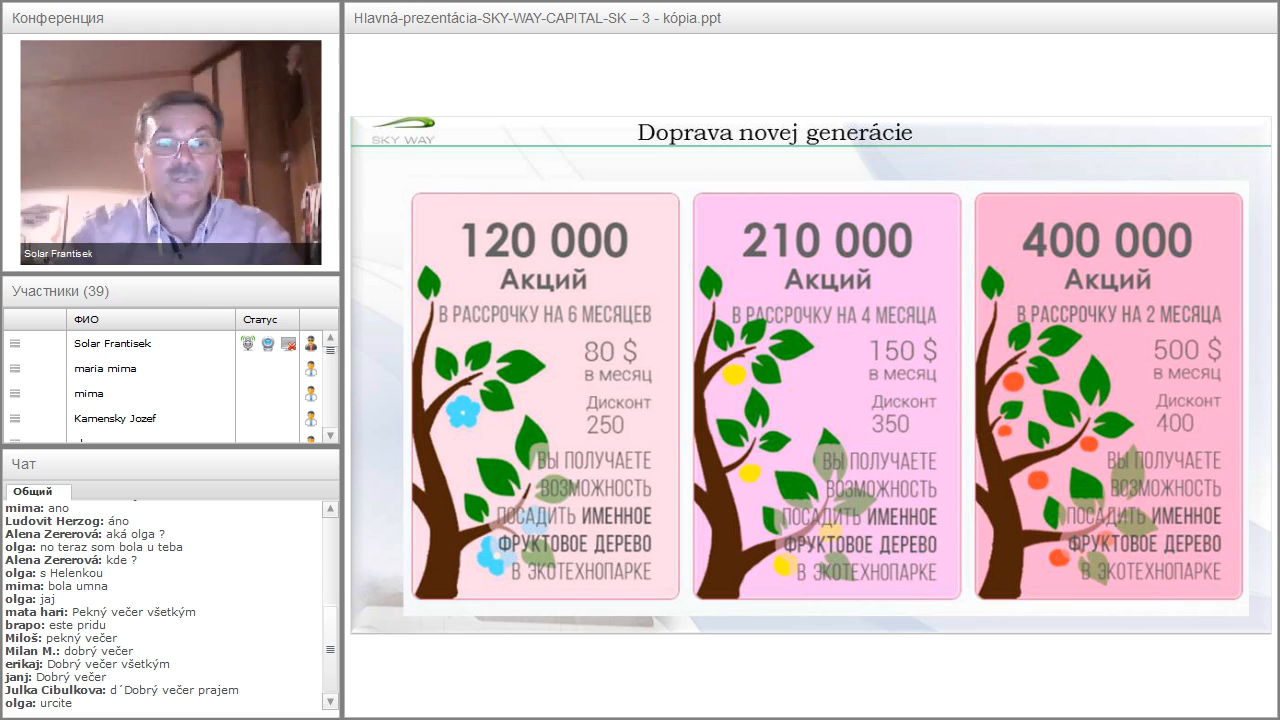 Конференция
Solar Frantisek
Участники (39)
ФИО
Статус
Solar Frantisek
maria mima
mima
Kamensky Jozef
Чат
Общий
mima: ano
Ludovit Herzog: áno
Alena Zererová: aká olga ?
olga: no teraz som bola u teba
Alena Zererová: kde ?
olga: s Helenkou
mima: bola umna
olga: jaj
mata hari: Pekný večer všetkým
brapo: este pridu
Miloš: pekný večer
Milan M.: dobrý večer
erikaj: Dobrý večer všetkým
janj: Dobrý večer
Julka Cibulkova: d´Dobrý večer prajem
olga: urcite
Hlavná-prezentácia-SKY-WAY-CAPITAL-SK – 3 - kópia.ppt
SKY WAY
Doprava novej generácie
120 000
Акций
В РАССРОЧКУ НА 6 МЕСЯЦЕВ
80 $
в месяц
Дисконт
250
ВЫ ПОЛУЧАЕТЕ
ВОЗМОЖНОСТЬ
ПОСАДИТЬ ИМЕННОЕ
ФРУКТОВОЕ ДЕРЕВО
В ЭКОТЕХНОПАРКЕ
210 000
Акций
В РАССРОЧКУ НА 4 МЕСЯЦА
150 $
в месяц
Дисконт
350
ВЫ ПОЛУЧАЕТЕ
ВОЗМОЖНОСТЬ
ПОСАДИТЬ ИМЕННОЕ
ФРУКТОВОЕ ДЕРЕВО
В ЭКОТЕХНОПАРКЕ
400 000
Акций
В РАССРОЧКУ НА 2 МЕСЯЦА
500 $
в месяц
Дисконт
400
ВЫ ПОЛУЧАЕТЕ
ВОЗМОЖНОСТЬ
ПОСАДИТЬ ИМЕННОЕ
ФРУКТОВОЕ ДЕРЕВО
В ЭКОТЕХНОПАРКЕ